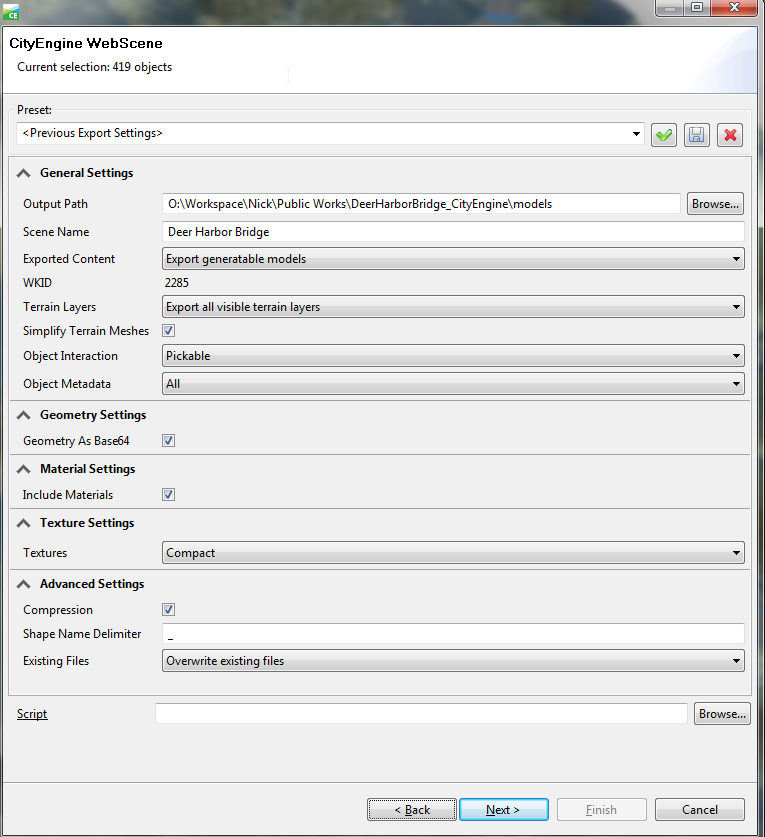 CE
CityEngine WebScene
Current selection: 419 objects
Preset:
<Previous Export Settings>
General Settings
Output Path O:\Workspace\Nick\Public Works\DeerHarborBridge_CityEngine\models Browse...
Scene Name Deer Harbor Bridge
Exported Content Export generatable models
WKID 2285
Terrain Layers Export all visible terrain layers
Simplify Terrain Meshes
Object Interaction Pickable
Object Metadata All
Geometry Settings
Geometry As Base64
Material Settings
Include Materials
Texture Settings
Textures Compact
Advanced Settings
Compression
Shape Name Delimiter _
Existing Files Overwrite existing files
Script Browse...
< Back Next > Finish Cancel